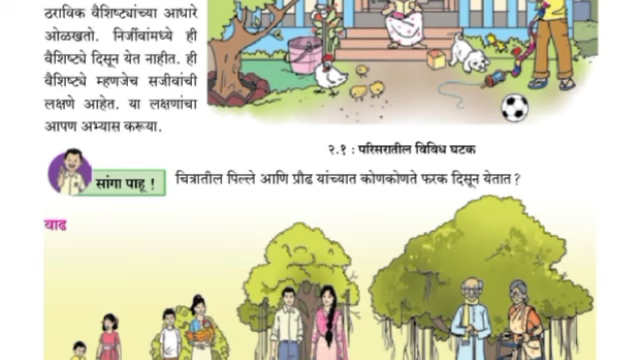 ठराविक वैशिष्ट्यांच्या आधारे
ओळखतो. निर्जीवांमध्ये ही
वैशिष्ट्ये दिसून येत नाहीत. ही
वैशिष्ट्ये म्हणजेच सजीवांची
लक्षणे आहेत. या लक्षणांचा
आपण अभ्यास करूया.
२.१ : परिसरातील विविध घटक
सांगा पाहू !
चित्रातील पिल्ले आणि प्रौढ यांच्यात कोणकोणते फरक दिसून येतात ?
वाढ